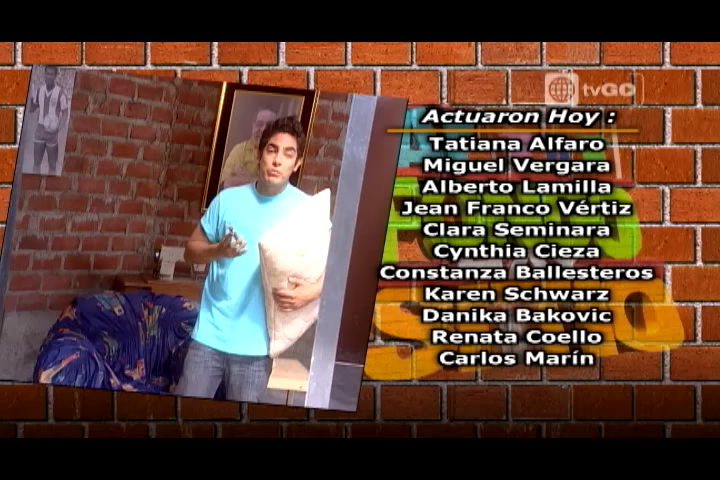 tvGO
Actuaron Hoy :
Tatiana Alfaro
Miguel Vergara
Alberto Lamilla
Jean Franco Vértiz
Clara Seminara
Cynthia Cieza
Constanza Ballesteros
Karen Schwarz
Danika Bakovic
Renata Coello
Carlos Marín